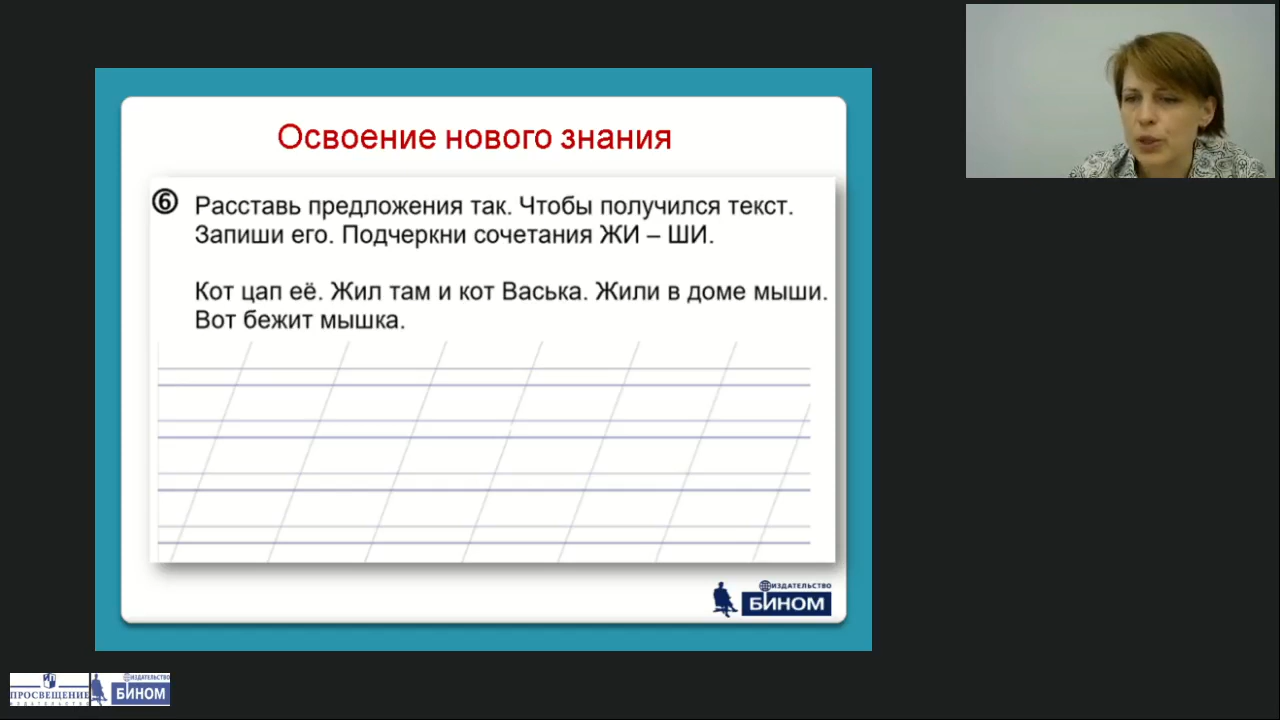 Освоение нового знания
⑥ Расставь предложения так. Чтобы получился текст.
Запиши его. Подчеркни сочетания ЖИ – ШИ.
Кот цап её. Жил там и кот Васька. Жили в доме мыши.
Вот бежит мышка.
ИЗДАТЕЛЬСТВО
БИНОМ
ПРОСВЕЩЕНИЕ
ИЗДАТЕЛЬСТВО
ИЗДАТЕЛЬСТВО
БИНОМ